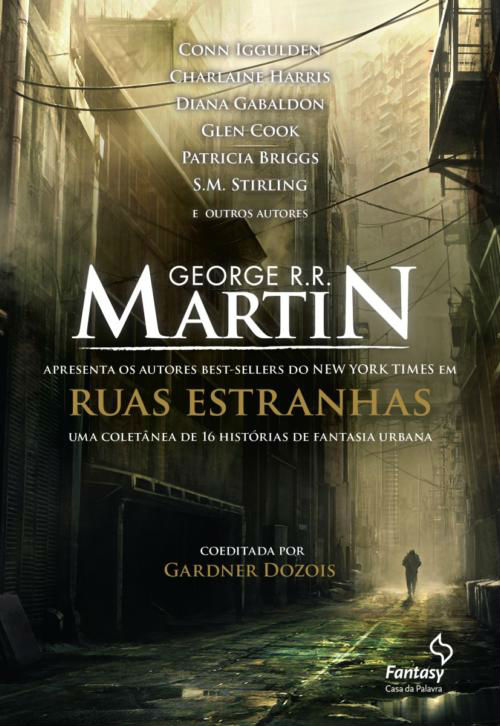 Conn Iggulden
Charlaine Harris
Diana Gabaldon
Glen Cook
Patricia Briggs
S.M. Stirling
e outros autores
GEORGE R.R.
MARTIN
APRESENTA OS AUTORES BEST-SELLERS DO NEW YORK TIMES EM
RUAS ESTRANHAS
UMA COLETÂNEA DE 16 HISTÓRIAS DE FANTASIA URBANA
COEDITADA POR
Gardner Dozois
Fantasy
Casa da Palavra